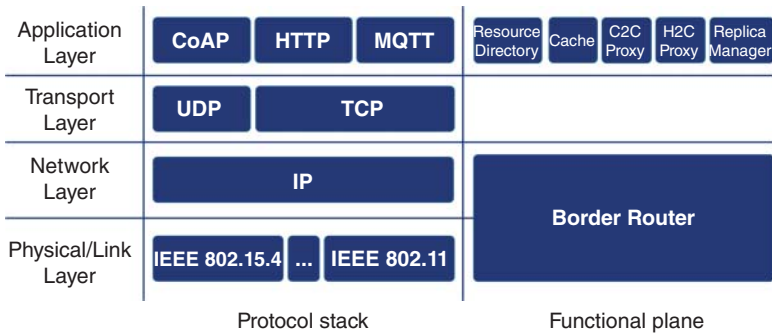 Application
Layer
CoAP HTTP MQTT
Resource
Directory
Cache
C2C
Proxy
H2C
Proxy
Replica
Manager
Transport
Layer
UDP TCP
Network
Layer
IP
Border Router
Physical/Link
Layer
IEEE 802.15.4 ... IEEE 802.11
Protocol stack Functional plane